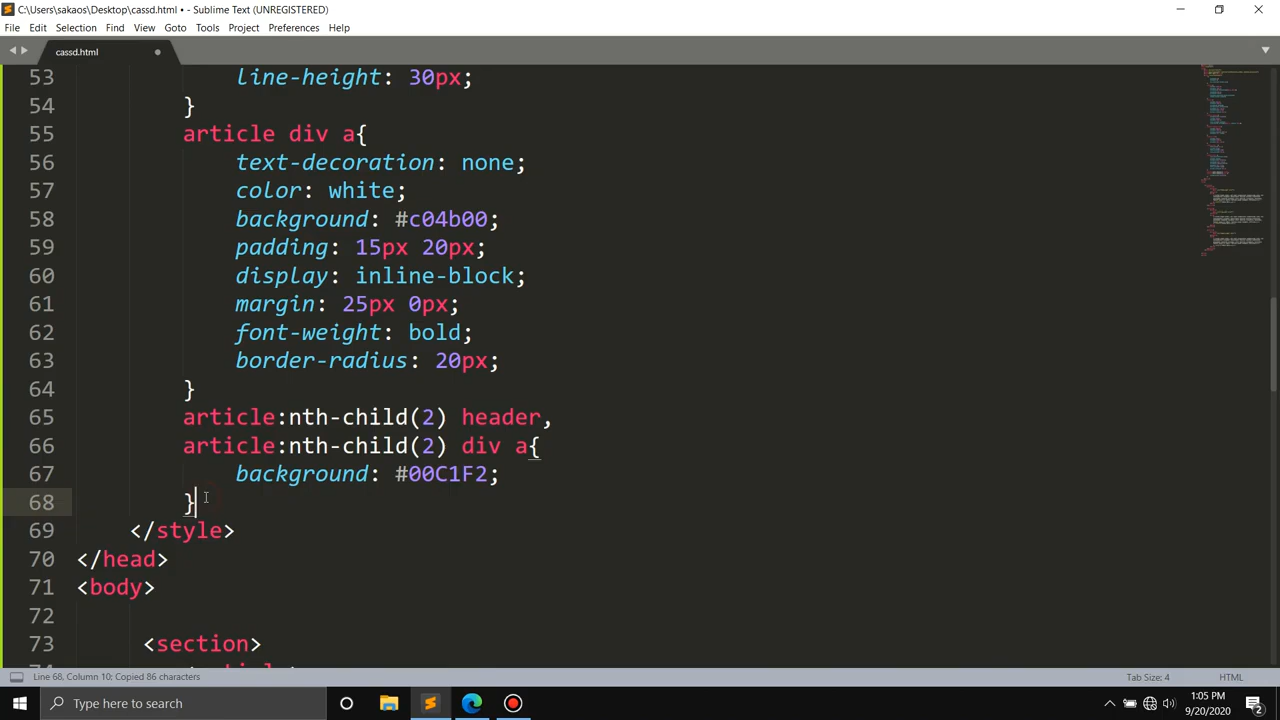 C:\Users\sakaos\Desktop\cassd.html • - Sublime Text (UNREGISTERED)
File Edit Selection Find View Goto Tools Project Preferences Help
cassd.html
53 line-height: 30px;
54 }
55 article div a{
56 text-decoration: none;
57 color: white;
58 background: #c04b00;
59 padding: 15px 20px;
60 display: inline-block;
61 margin: 25px 0px;
62 font-weight: bold;
63 border-radius: 20px;
64 }
65 article:nth-child(2) header,
66 article:nth-child(2) div a{
67 background: #00C1F2;
68 }
69 </style>
70 </head>
71 <body>
72
73 <section>
Line 68, Column 10; Copied 86 characters
Tab Size: 4
HTML
Type here to search
1:05 PM
9/20/2020
2